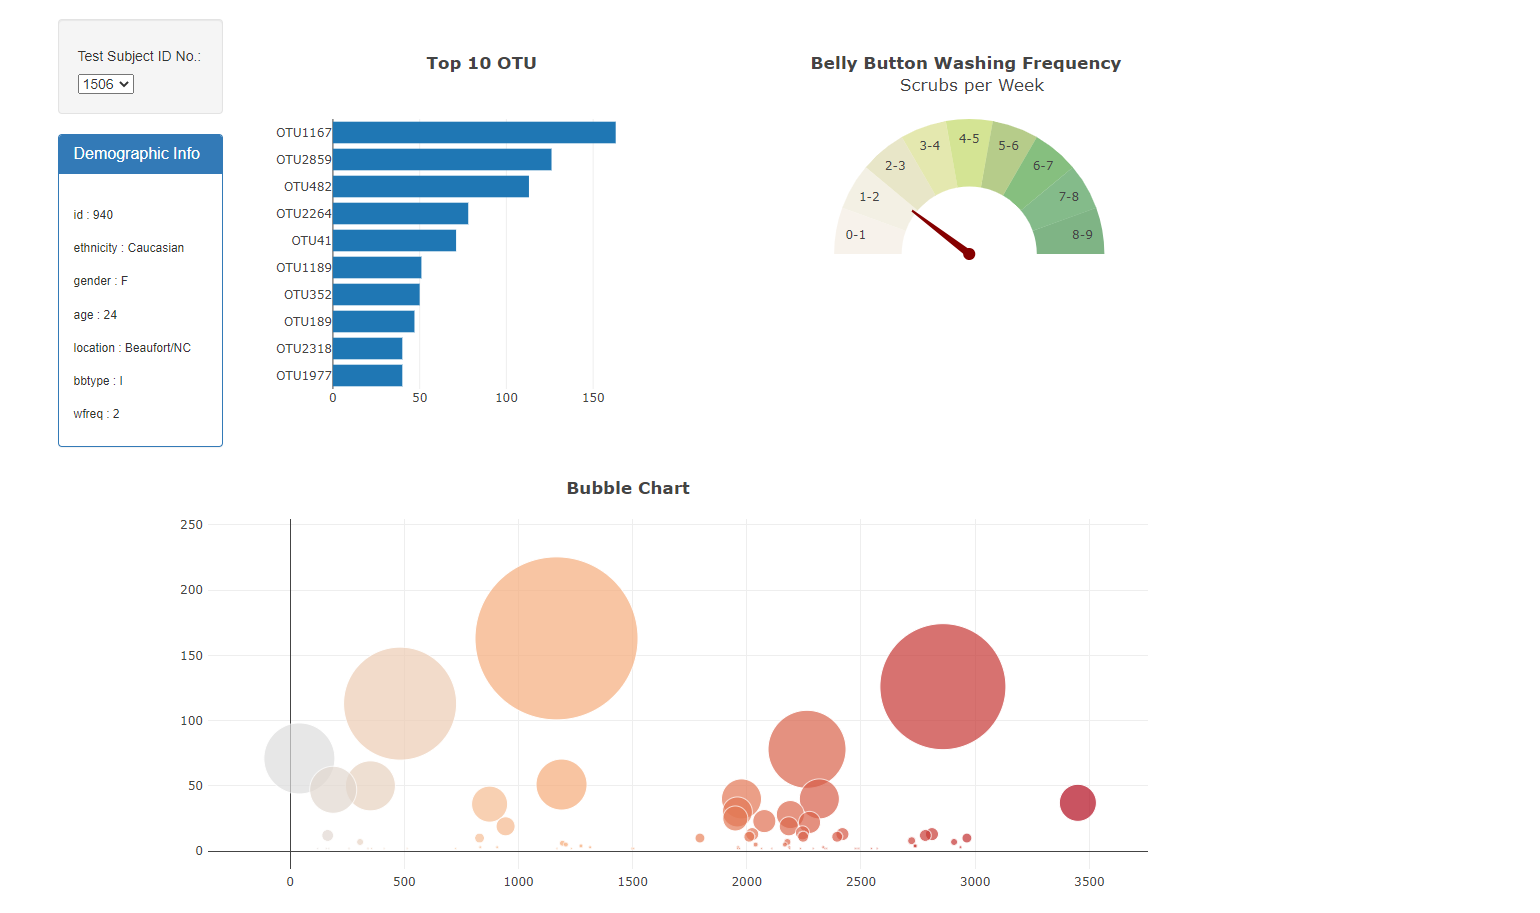 Test Subject ID No.:
1506
Demographic Info
id : 940
ethnicity : Caucasian
gender : F
age : 24
location : Beaufort/NC
bbtype : I
wfreq : 2
Top 10 OTU
OTU1167
OTU2859
OTU482
OTU2264
OTU41
OTU1189
OTU352
OTU189
OTU2318
OTU1977
0 50 100 150
Belly Button Washing Frequency
Scrubs per Week
0-1
1-2
2-3
3-4
4-5
5-6
6-7
7-8
8-9
Bubble Chart
250
200
150
100
50
0
0 500 1000 1500 2000 2500 3000 3500